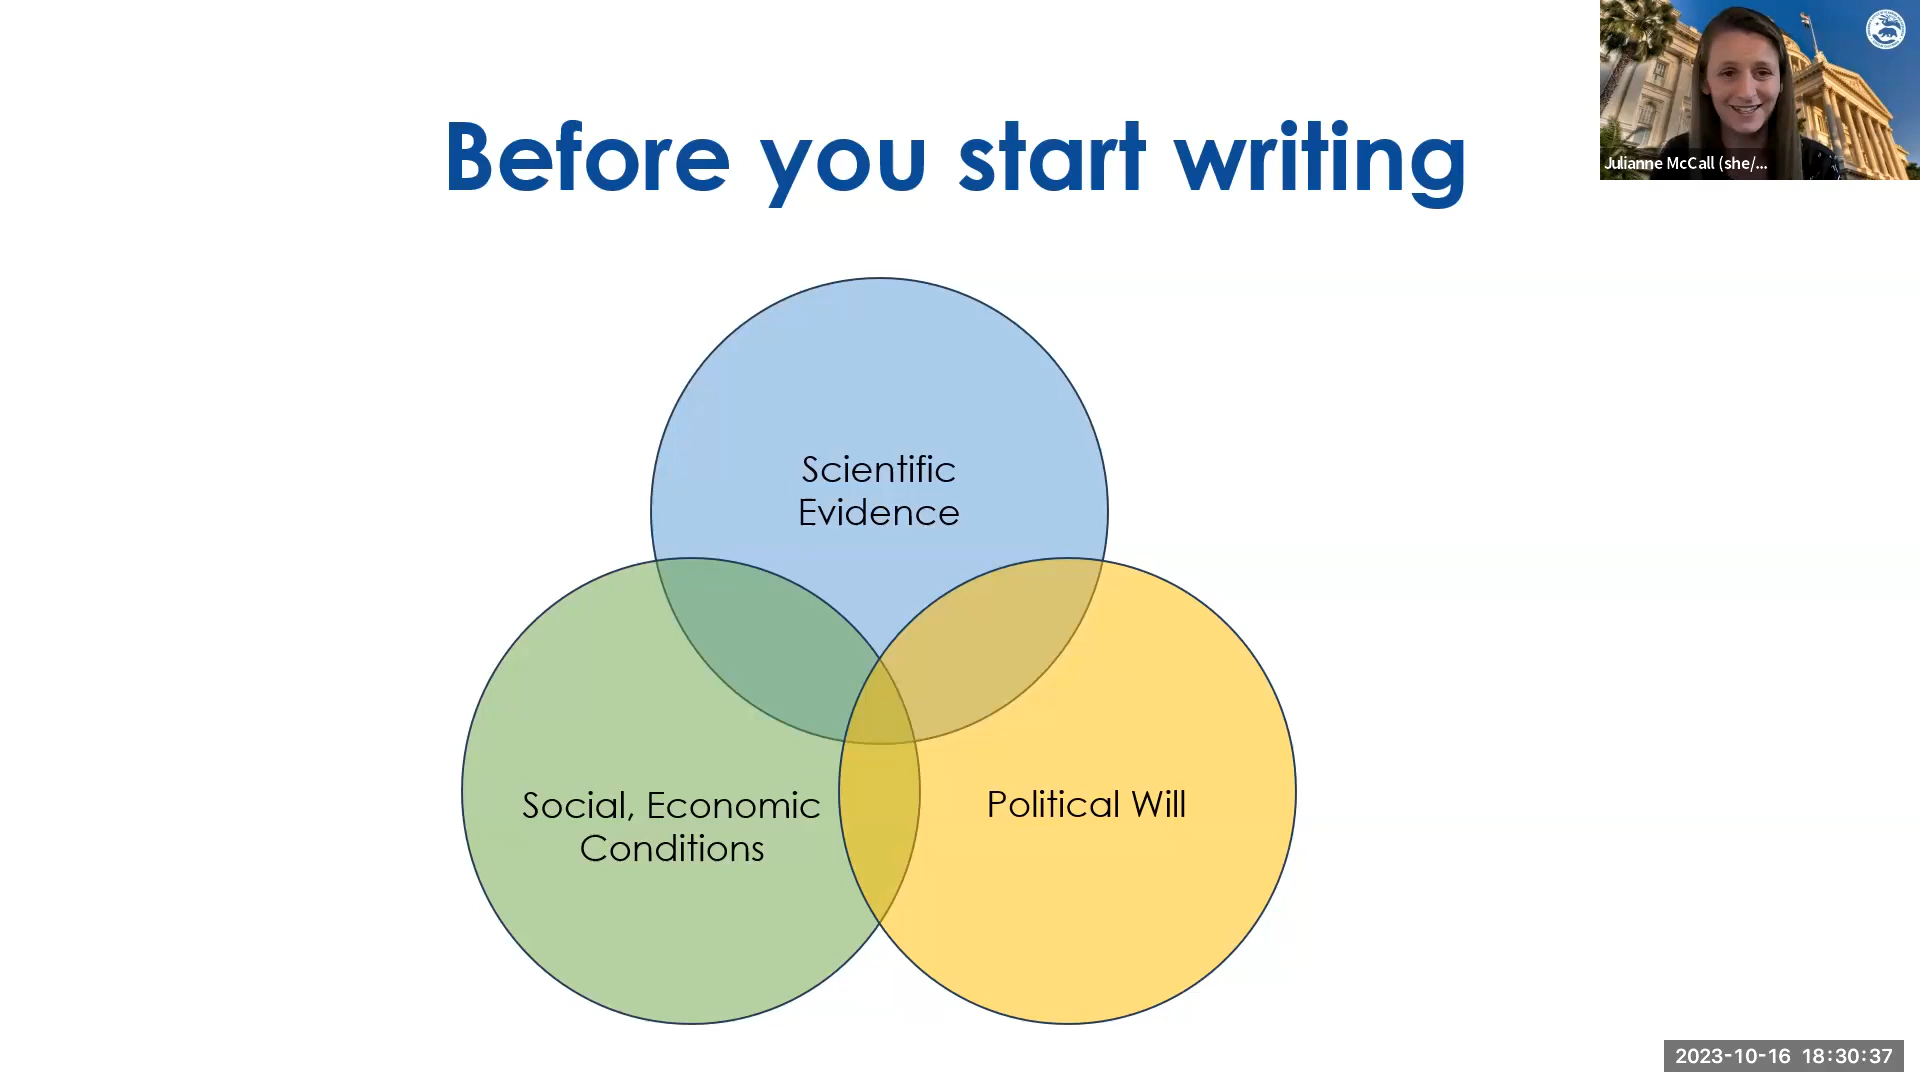 Before you start writing
Julianne McCall (she/...
Scientific
Evidence
Social, Economic
Conditions
Political Will
2023-10-16 18:30:37